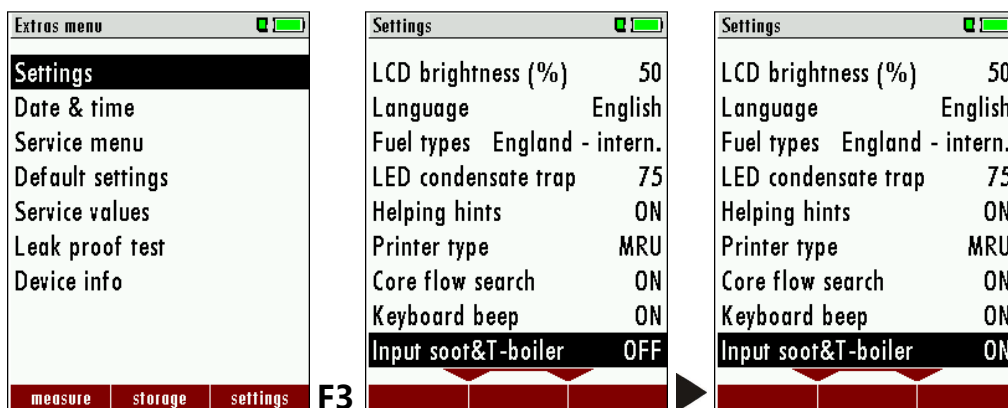 Extras menu
Settings
Date & time
Service menu
Default settings
Service values
Leak proof test
Device info
measure storage settings
F3
Settings
LCD brightness (%) 50
Language English
Fuel types England - intern.
LED condensate trap 75
Helping hints ON
Printer type MRU
Core flow search ON
Keyboard beep ON
Input soot&T-boiler OFF
Settings
LCD brightness (%) 50
Language English
Fuel types England - intern.
LED condensate trap 75
Helping hints ON
Printer type MRU
Core flow search ON
Keyboard beep ON
Input soot&T-boiler ON